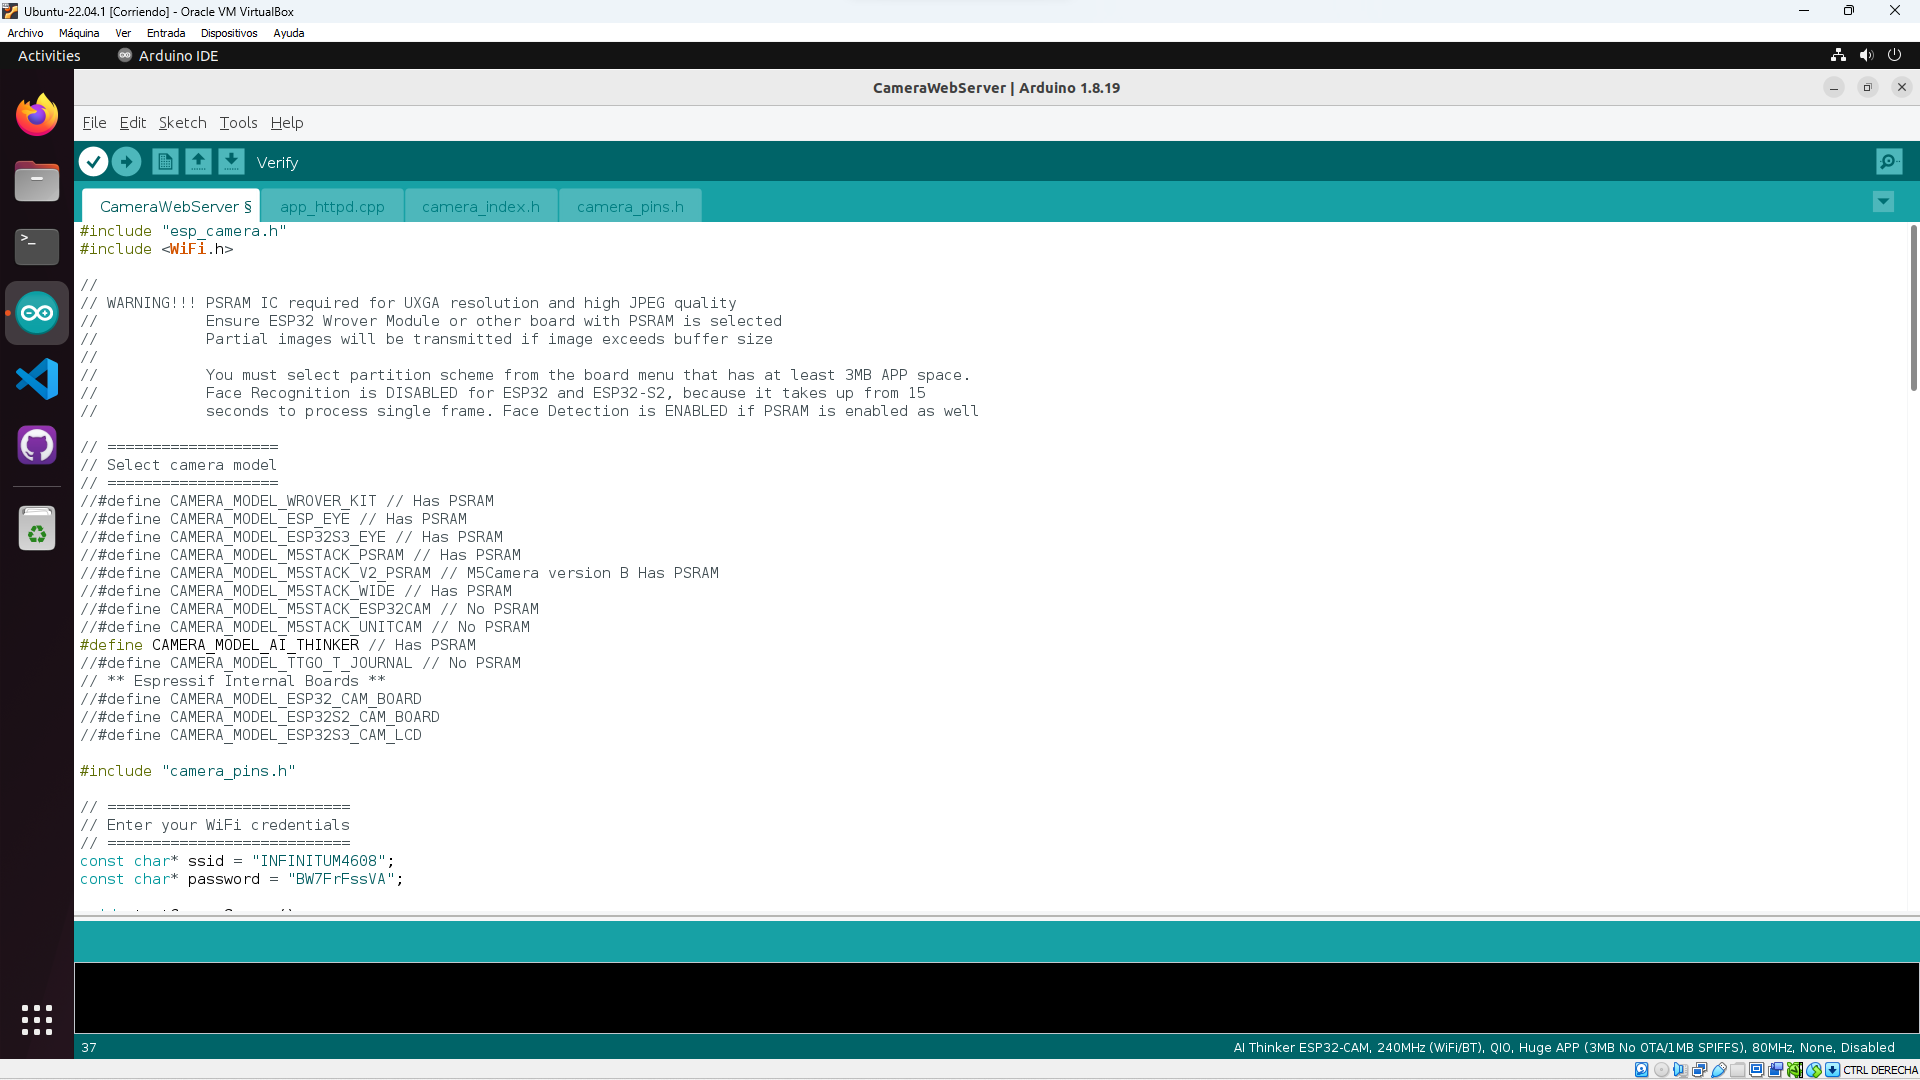 Ubuntu-22.04.1 [Corriendo] - Oracle VM VirtualBox
Archivo Máquina Ver Entrada Dispositivos Ayuda
Activities Arduino IDE
CameraWebServer | Arduino 1.8.19
File Edit Sketch Tools Help
Verify
CameraWebServer § app_httpd.cpp camera_index.h camera_pins.h
#include "esp_camera.h"
#include <WiFi.h>
//
// WARNING!!! PSRAM IC required for UXGA resolution and high JPEG quality
//            Ensure ESP32 Wrover Module or other board with PSRAM is selected
//            Partial images will be transmitted if image exceeds buffer size
//
//            You must select partition scheme from the board menu that has at least 3MB APP space.
//            Face Recognition is DISABLED for ESP32 and ESP32-S2, because it takes up from 15
//            seconds to process single frame. Face Detection is ENABLED if PSRAM is enabled as well
// ===================
// Select camera model
// ===================
//#define CAMERA_MODEL_WROVER_KIT // Has PSRAM
//#define CAMERA_MODEL_ESP_EYE // Has PSRAM
//#define CAMERA_MODEL_ESP32S3_EYE // Has PSRAM
//#define CAMERA_MODEL_M5STACK_PSRAM // Has PSRAM
//#define CAMERA_MODEL_M5STACK_V2_PSRAM // M5Camera version B Has PSRAM
//#define CAMERA_MODEL_M5STACK_WIDE // Has PSRAM
//#define CAMERA_MODEL_M5STACK_ESP32CAM // No PSRAM
//#define CAMERA_MODEL_M5STACK_UNITCAM // No PSRAM
#define CAMERA_MODEL_AI_THINKER // Has PSRAM
//#define CAMERA_MODEL_TTGO_T_JOURNAL // No PSRAM
// ** Espressif Internal Boards **
//#define CAMERA_MODEL_ESP32_CAM_BOARD
//#define CAMERA_MODEL_ESP32S2_CAM_BOARD
//#define CAMERA_MODEL_ESP32S3_CAM_LCD
#include "camera_pins.h"
// ===========================
// Enter your WiFi credentials
// ===========================
const char* ssid = "INFINITUM4608";
const char* password = "BW7FrFssVA";
37
AI Thinker ESP32-CAM, 240MHz (WiFi/BT), QIO, Huge APP (3MB No OTA/1MB SPIFFS), 80MHz, None, Disabled
CTRL DERECHA